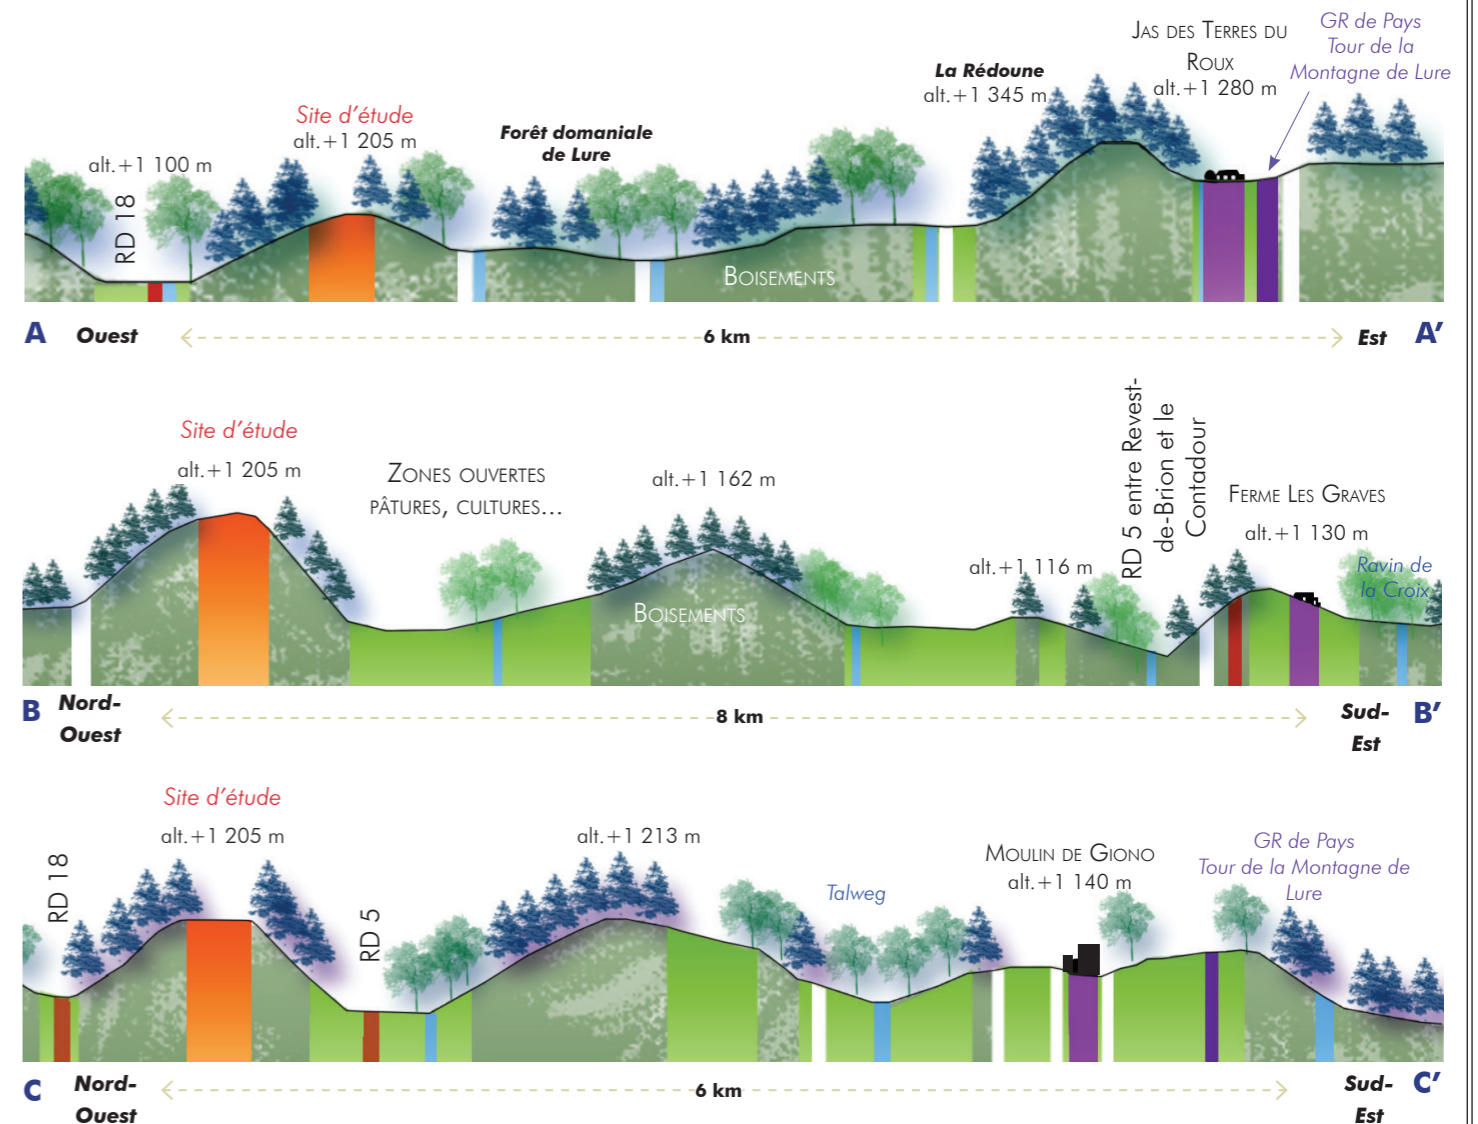 GR de Pays
Tour de la
Montagne de Lure
Jas des Terres du
Roux
alt.+1 280 m
La Rédoune
alt.+1 345 m
Site d'étude
alt.+1 205 m
Forêt domaniale
de Lure
alt.+1 100 m
RD 18
Boisements
A Ouest 6 km Est A'
Site d'étude
alt.+1 205 m
Zones ouvertes
pâtures, cultures...
alt.+1 162 m
Boisements
alt.+1 116 m
RD 5 entre Revest-
de-Brion et le
Contadour
Ferme Les Graves
alt.+1 130 m
Ravin de
la Croix
B Nord-
Ouest
8 km
Sud-
Est
B'
Site d'étude
alt.+1 205 m
RD 18
RD 5
alt.+1 213 m
Talweg
Moulin de Giono
alt.+1 140 m
GR de Pays
Tour de la Montagne de
Lure
C Nord-
Ouest
6 km
Sud-
Est
C'